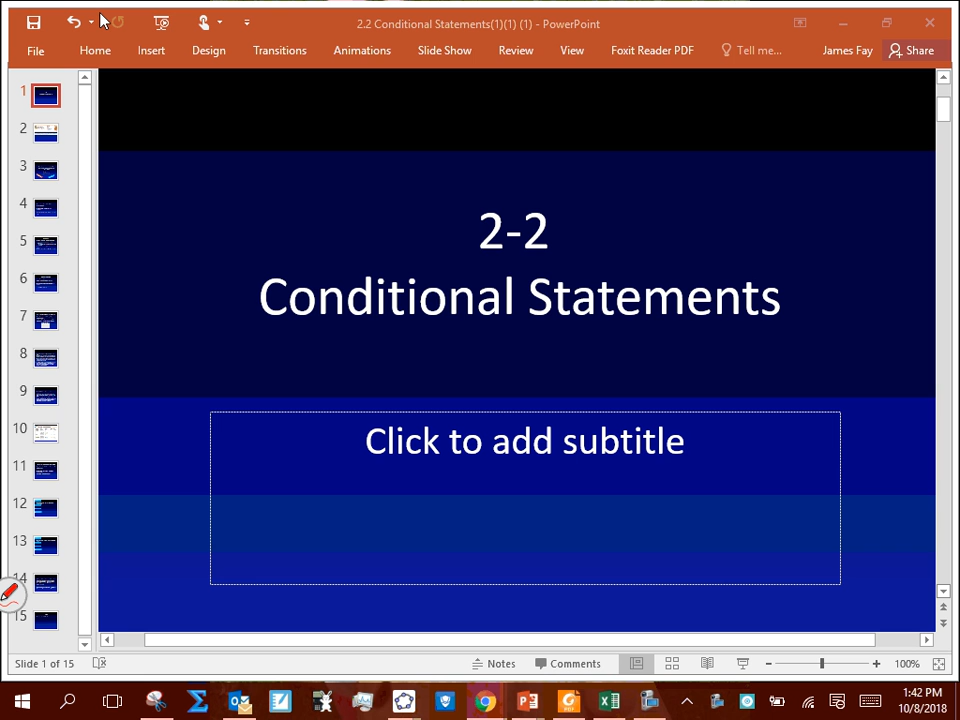 2.2 Conditional Statements(1)(1) (1) - PowerPoint
File Home Insert Design Transitions Animations Slide Show Review View Foxit Reader PDF Tell me... James Fay Share
1
2
3
4
5
6
7
8
9
10
11
12
13
14
15
2-2
Conditional Statements
Click to add subtitle
Slide 1 of 15 Notes Comments 100%
1:42 PM
10/8/2018